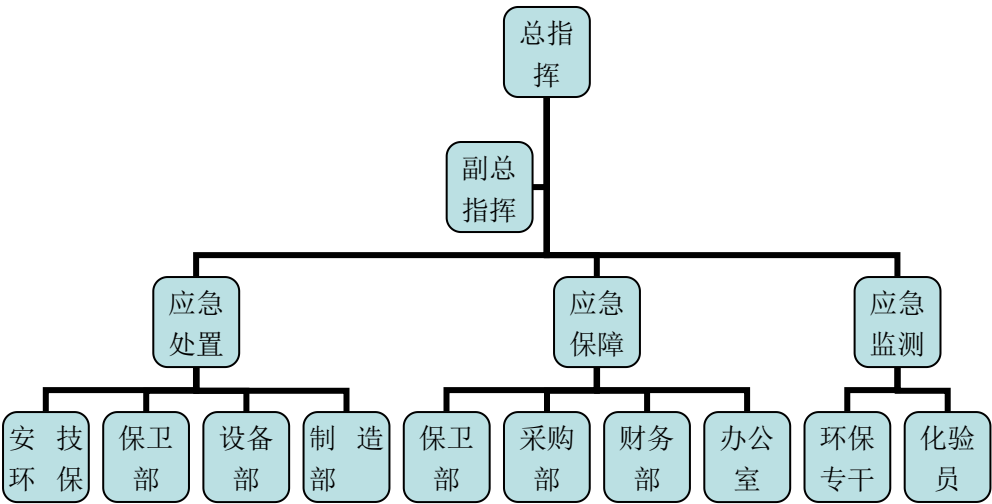 总指
挥
副总
指挥
应急
处置
应急
保障
应急
监测
安 技
环 保
保卫
部
设备
部
制 造
部
保卫
部
采购
部
财务
部
办公
室
环保
专干
化验
员